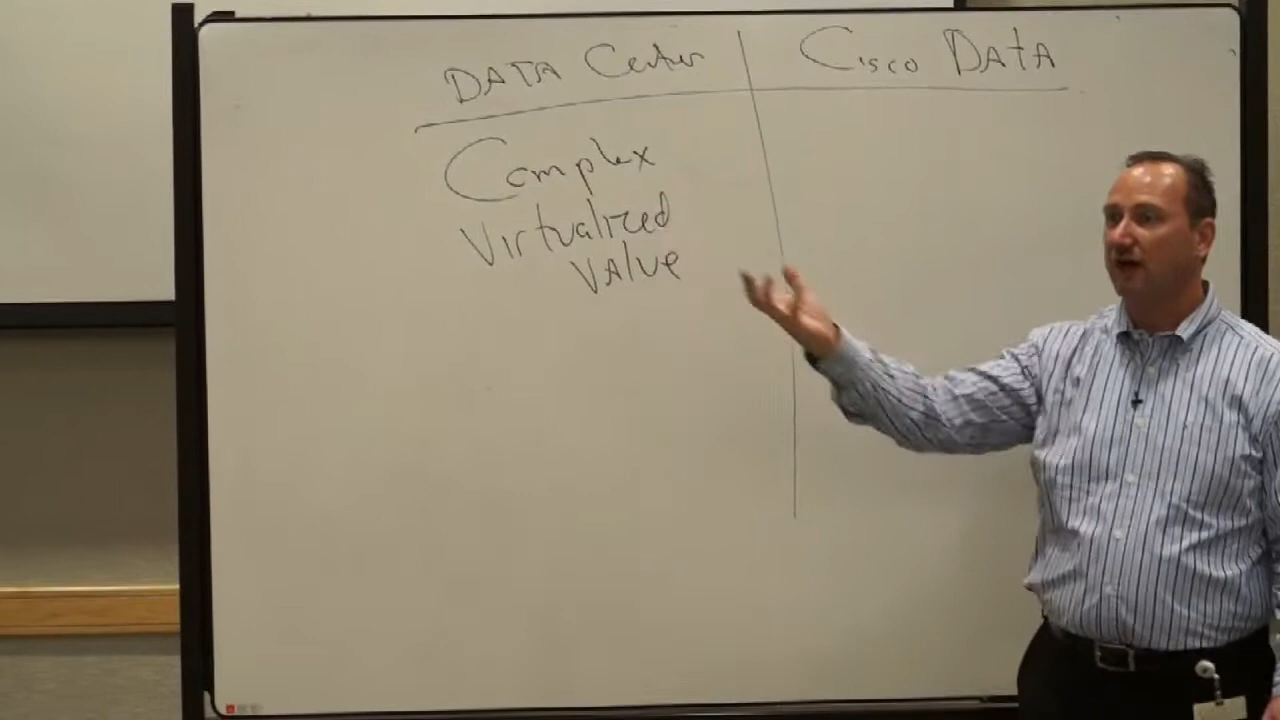 DATA Center
Cisco DATA
Complex
Virtualized
VALUE